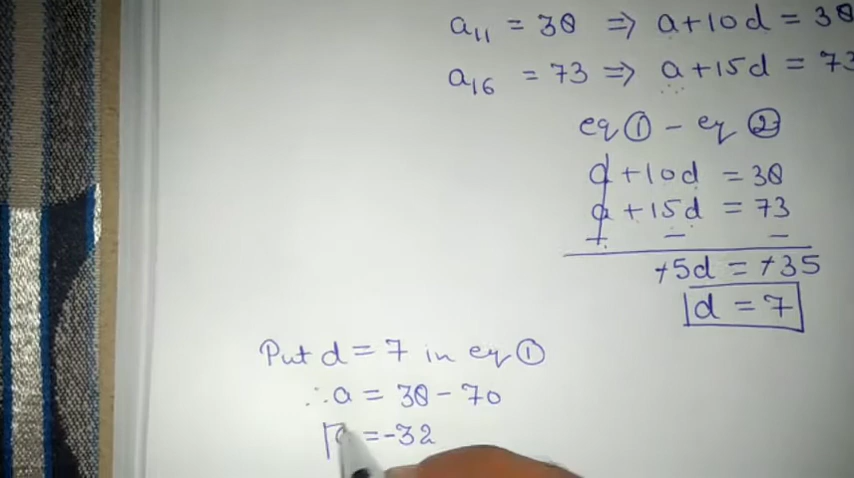 a₁₁ = 38 ⇒ a+10d = 38
a₁₆ = 73 ⇒ a+15d = 73
eq ① − eq ②
a +10d = 38
a +15d = 73
− − −
+5d = +35
d = 7
Put d = 7 in eq ①
∴ a = 38 − 70
a = -32